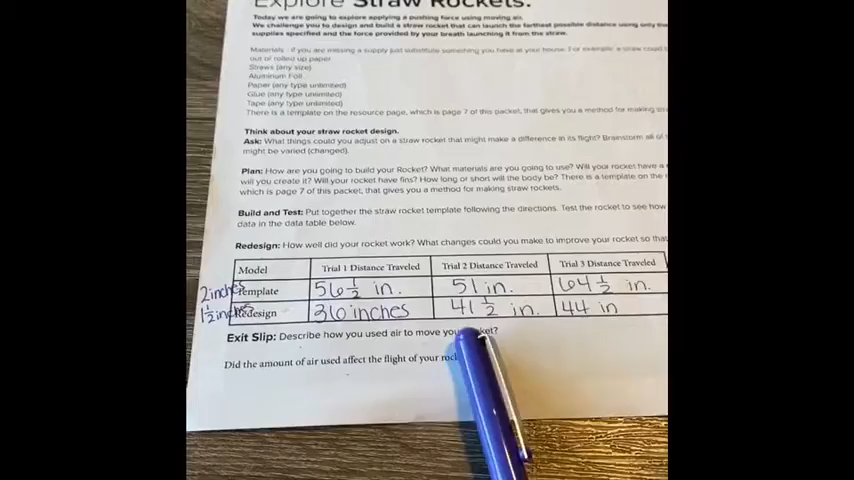 Explore Straw Rockets.
Today we are going to explore applying a pushing force using moving air.
We challenge you to design and build a straw rocket that can launch the farthest possible distance using only the
supplies specified and the force provided by your breath launching it from the straw.
Materials - if you are missing a supply just substitute something you have at your house. For example a straw could
out of rolled up paper
Straws (any size)
Aluminum Foil
Paper (any type unlimited)
Glue (any type unlimited)
Tape (any type unlimited)
There is a template on the resource page, which is page 7 of this packet, that gives you a method for making
Think about your straw rocket design.
Ask: What things could you adjust on a straw rocket that might make a difference in its flight? Brainstorm all of
might be varied (changed).
Plan: How are you going to build your Rocket? What materials are you going to use? Will your rocket have a
will you create it? Will your rocket have fins? How long or short will the body be? There is a template on the
which is page 7 of this packet, that gives you a method for making straw rockets.
Build and Test: Put together the straw rocket template following the directions. Test the rocket to see how
data in the data table below.
Redesign: How well did your rocket work? What changes could you make to improve your rocket so that
Model Trial 1 Distance Traveled Trial 2 Distance Traveled Trial 3 Distance Traveled
2inches Template 56 1/2 in. 51 in. 64 1/2 in.
1 1/2 inches Redesign 36 inches 41 1/2 in. 44 in
Exit Slip: Describe how you used air to move your rocket?
Did the amount of air used affect the flight of your